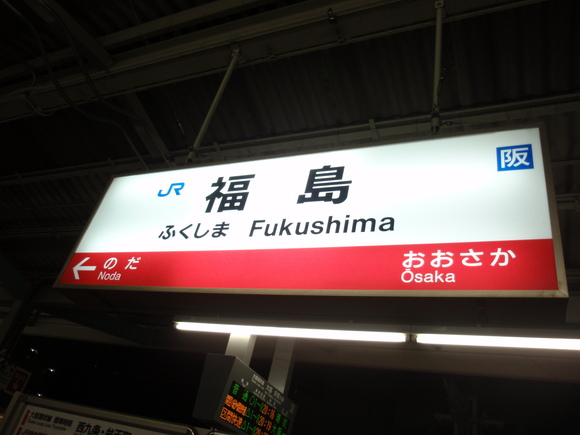 阪
JR 福島
ふくしま Fukushima
← のだ おおさか
Noda Ōsaka